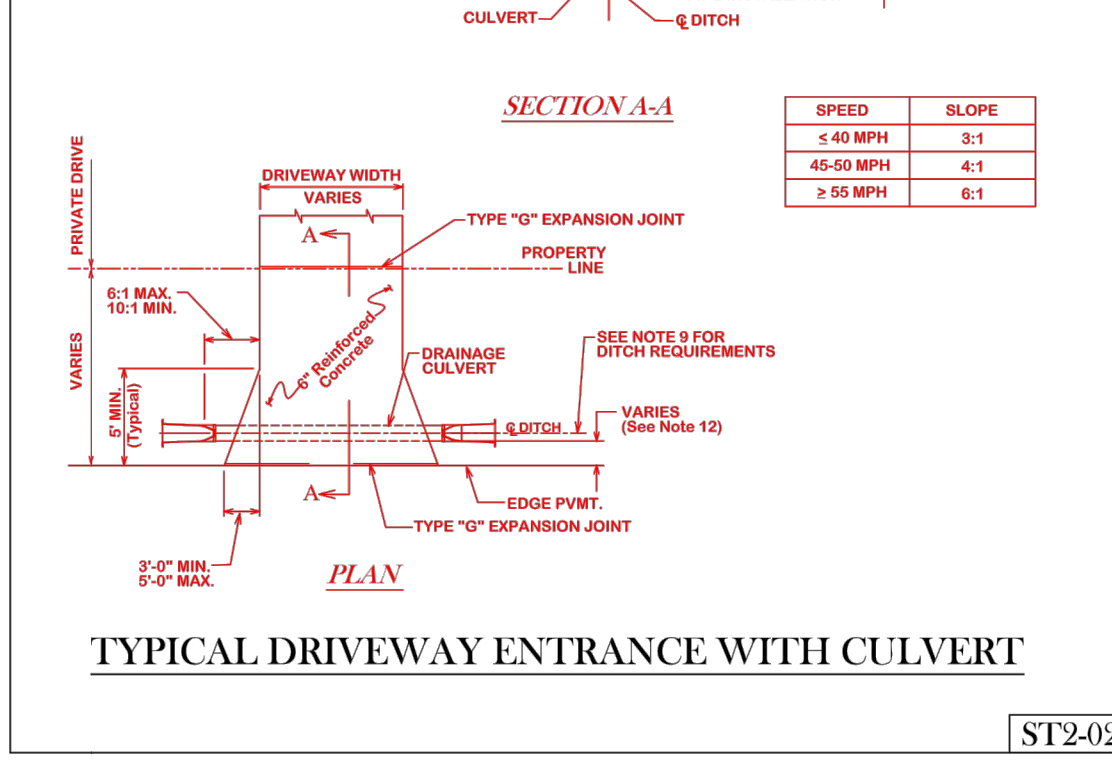 CULVERT
℄ DITCH
SECTION A-A
SPEED SLOPE
≤ 40 MPH 3:1
45-50 MPH 4:1
≥ 55 MPH 6:1
PRIVATE DRIVE
DRIVEWAY WIDTH
VARIES
A
TYPE "G" EXPANSION JOINT
PROPERTY
LINE
6:1 MAX.
10:1 MIN.
VARIES
6" Reinforced
Concrete
DRAINAGE
CULVERT
SEE NOTE 9 FOR
DITCH REQUIREMENTS
5' MIN.
(Typical)
℄ DITCH
VARIES
(See Note 12)
A
EDGE PVMT.
TYPE "G" EXPANSION JOINT
3'-0" MIN.
5'-0" MAX.
PLAN
TYPICAL DRIVEWAY ENTRANCE WITH CULVERT
ST2-02